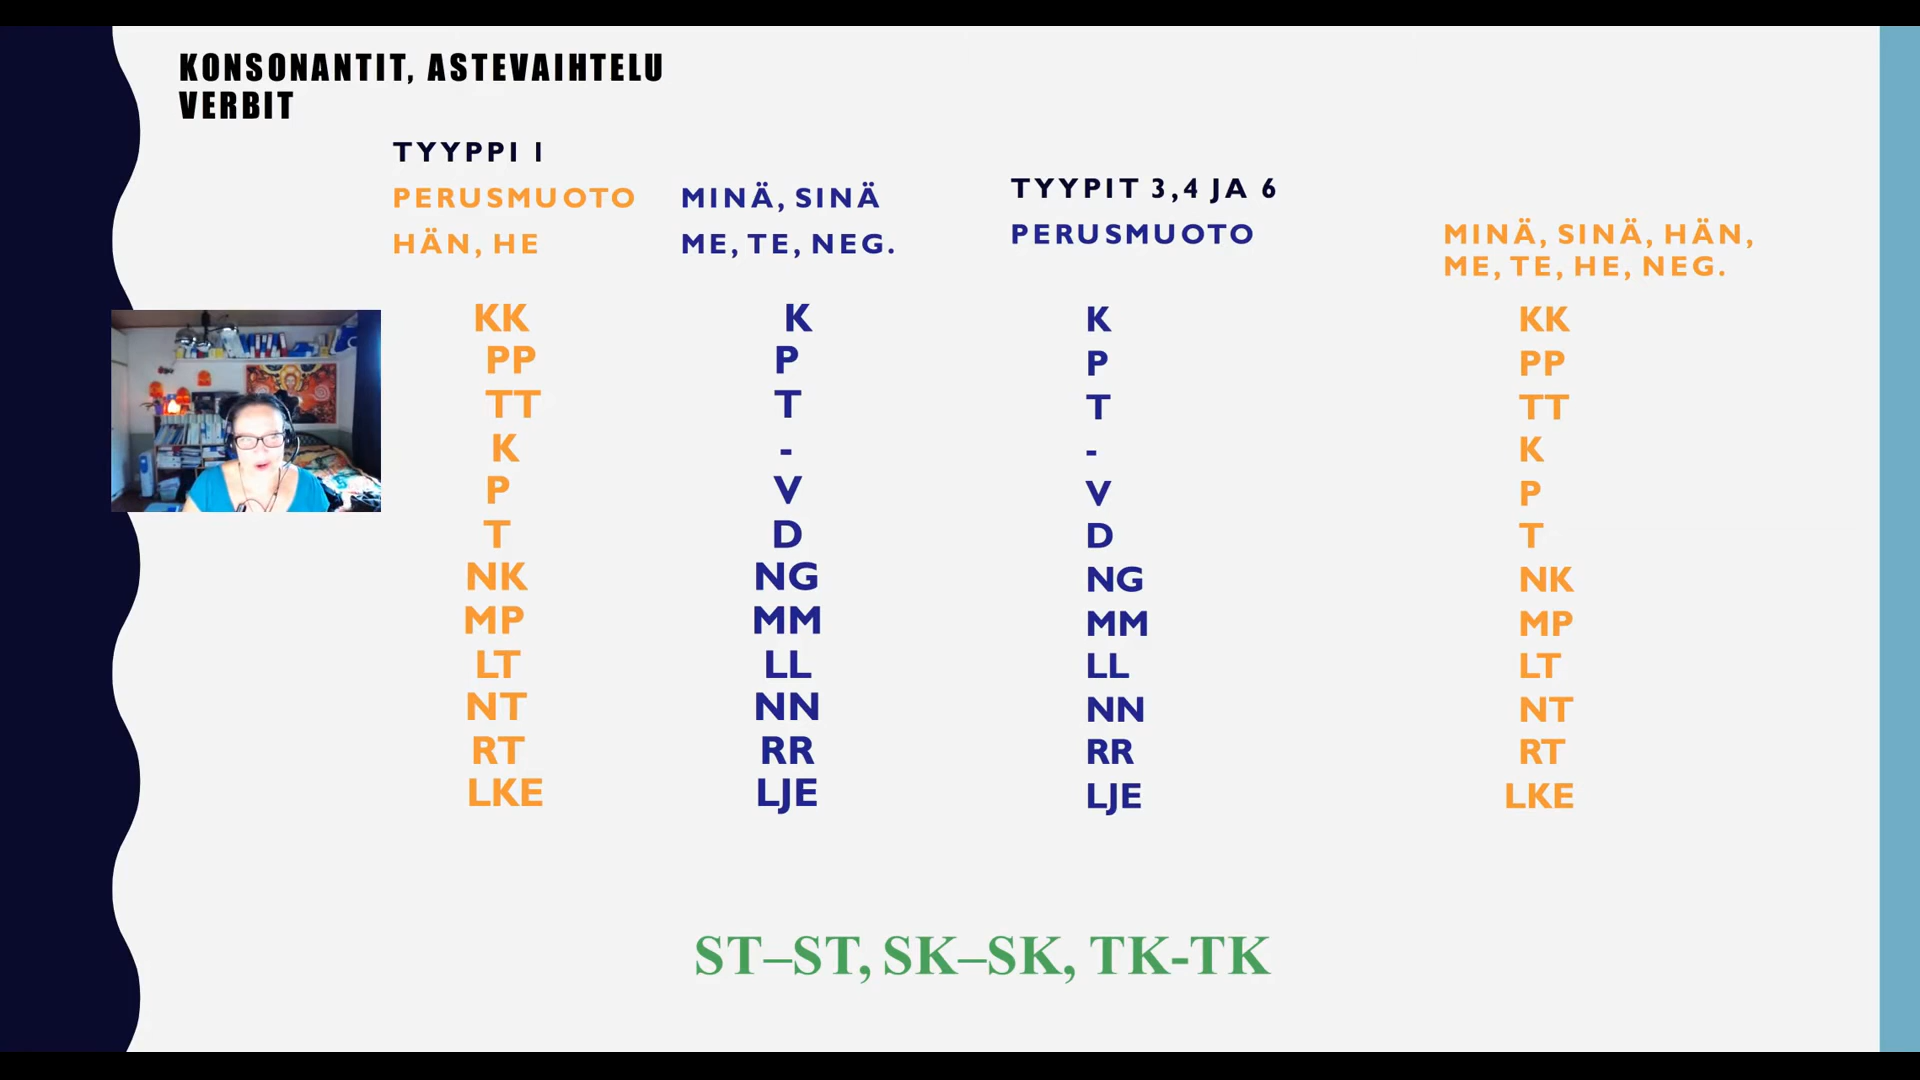 KONSONANTIT, ASTEVAIHTELU
VERBIT
TYYPPI 1
PERUSMUOTO
HÄN, HE
MINÄ, SINÄ
ME, TE, NEG.
TYYPIT 3,4 JA 6
PERUSMUOTO
MINÄ, SINÄ, HÄN,
ME, TE, HE, NEG.
KK K K KK
PP P P PP
TT T T TT
K - - K
P V V P
T D D T
NK NG NG NK
MP MM MM MP
LT LL LL LT
NT NN NN NT
RT RR RR RT
LKE LJE LJE LKE
ST–ST, SK–SK, TK-TK